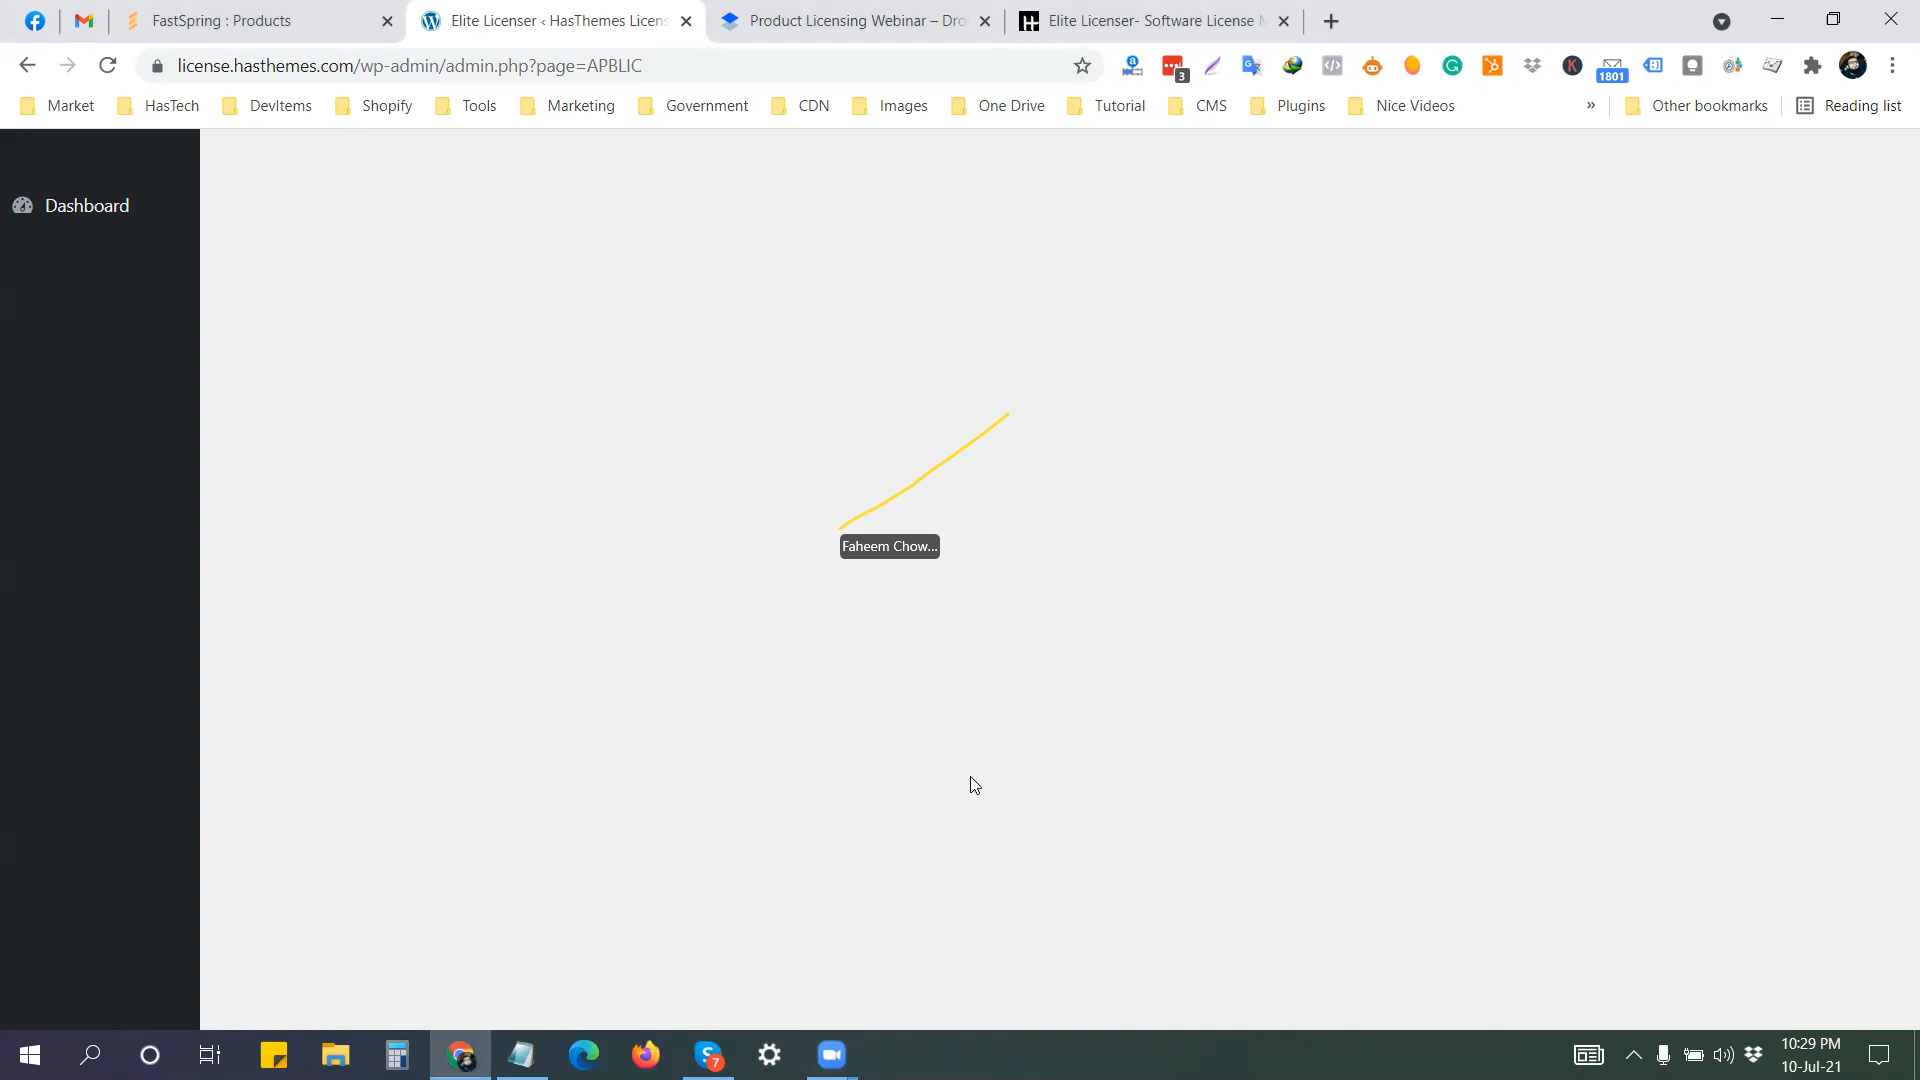 FastSpring : Products
Elite Licenser ‹ HasThemes Licens
Product Licensing Webinar – Dro
Elite Licenser- Software License M
license.hasthemes.com/wp-admin/admin.php?page=APBLIC
3
1801
Market
HasTech
DevItems
Shopify
Tools
Marketing
Government
CDN
Images
One Drive
Tutorial
CMS
Plugins
Nice Videos
»
Other bookmarks
Reading list
Dashboard
Faheem Chow...
7
10:29 PM
10-Jul-21